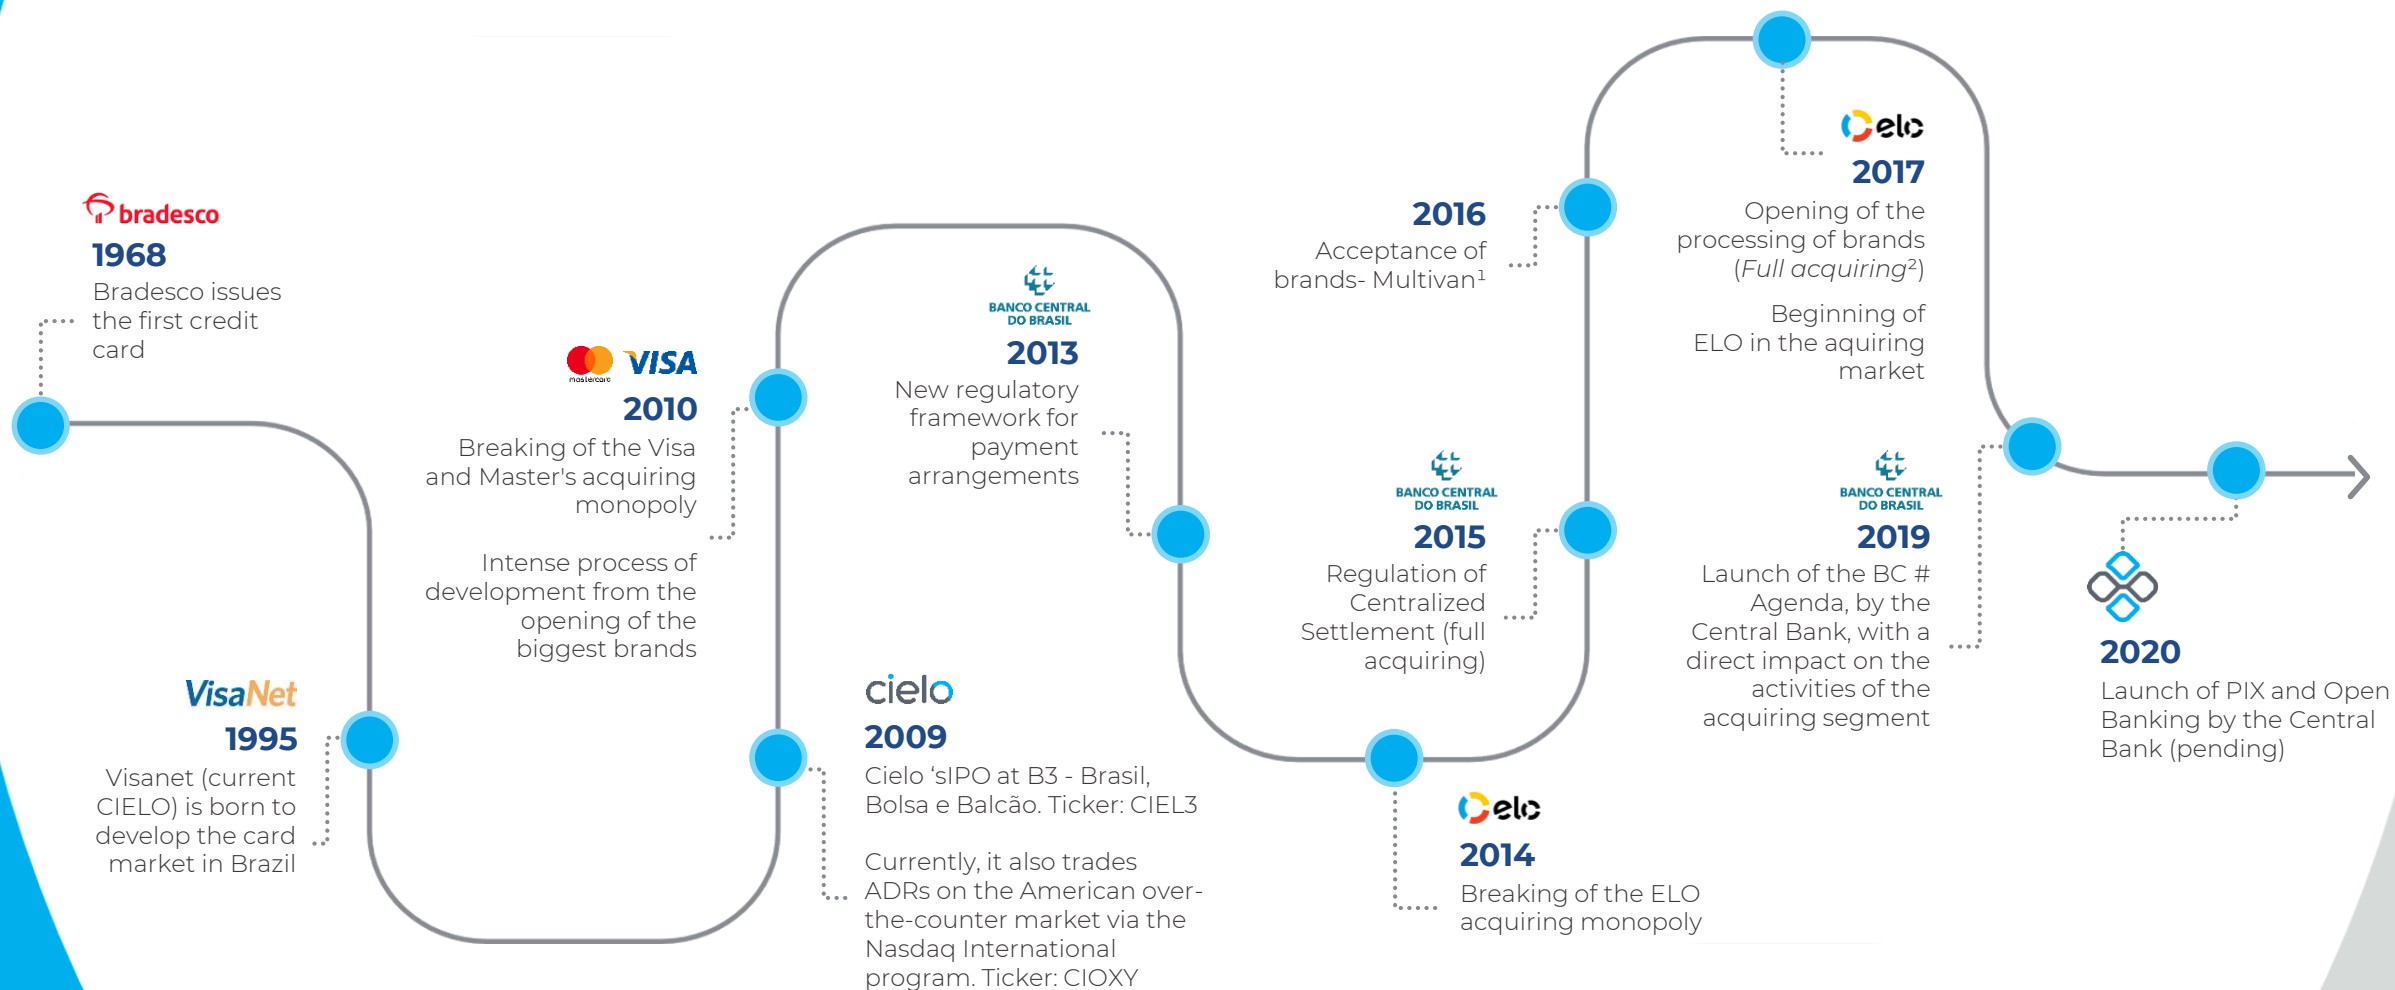 bradesco
1968
Bradesco issues
the first credit
card
VisaNet
1995
Visanet (current
CIELO) is born to
develop the card
market in Brazil
cielo
2009
Cielo ‘sIPO at B3 - Brasil,
Bolsa e Balcão. Ticker: CIEL3
Currently, it also trades
ADRs on the American over-
the-counter market via the
Nasdaq International
program. Ticker: CIOXY
mastercard VISA
2010
Breaking of the Visa
and Master's acquiring
monopoly
Intense process of
development from the
opening of the
biggest brands
BANCO CENTRAL
DO BRASIL
2013
New regulatory
framework for
payment
arrangements
elo
2014
Breaking of the ELO
acquiring monopoly
BANCO CENTRAL
DO BRASIL
2015
Regulation of
Centralized
Settlement (full
acquiring)
2016
Acceptance of
brands- Multivan¹
elo
2017
Opening of the
processing of brands
(Full acquiring²)
Beginning of
ELO in the aquiring
market
BANCO CENTRAL
DO BRASIL
2019
Launch of the BC #
Agenda, by the
Central Bank, with a
direct impact on the
activities of the
acquiring segment
2020
Launch of PIX and Open
Banking by the Central
Bank (pending)